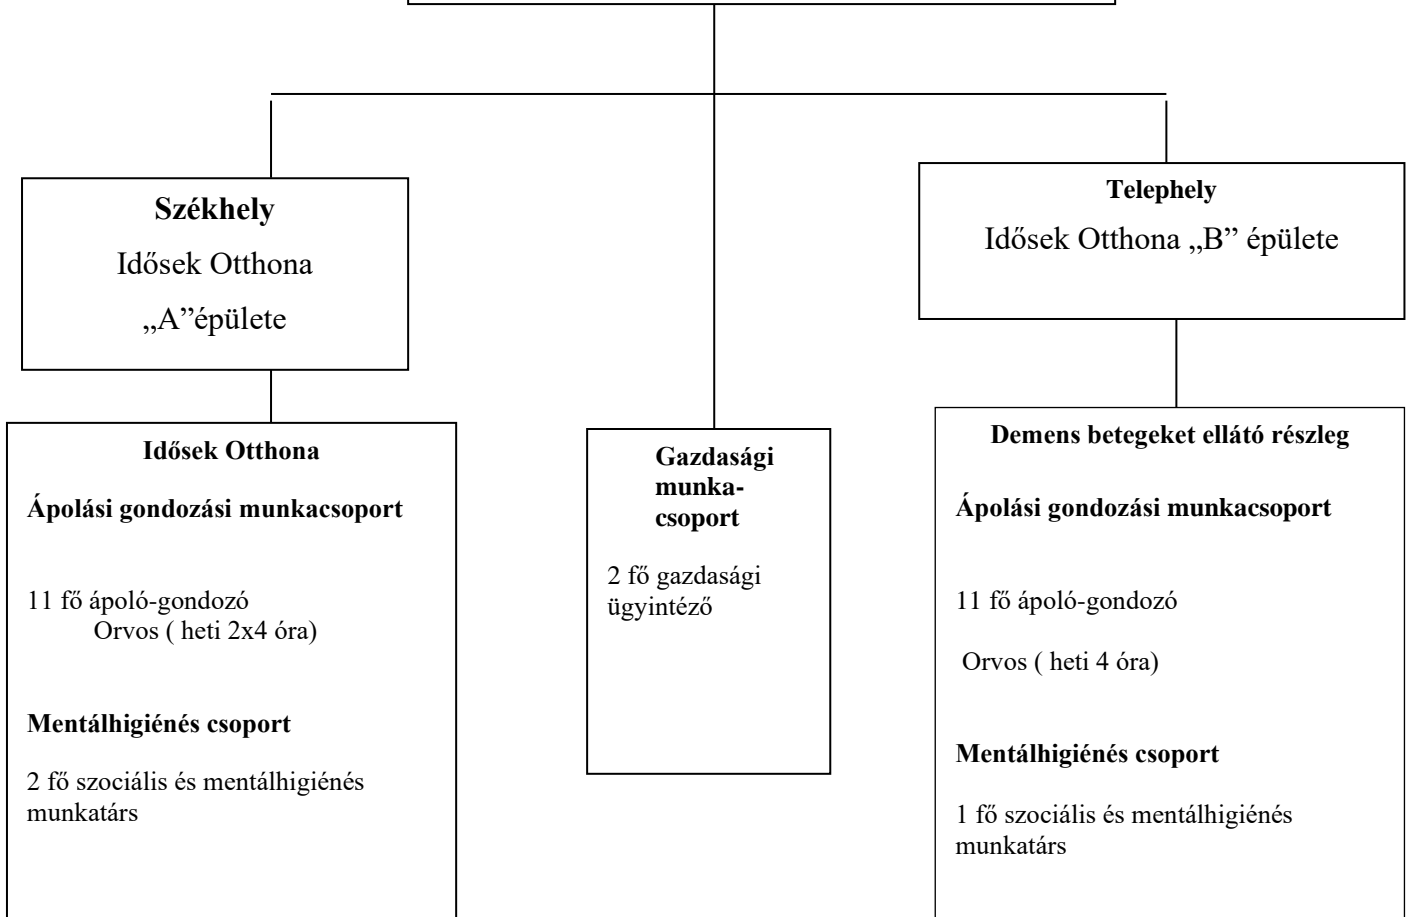 Székhely
Idősek Otthona
„A”épülete
Telephely
Idősek Otthona „B” épülete
Idősek Otthona
Ápolási gondozási munkacsoport
11 fő ápoló-gondozó
Orvos ( heti 2x4 óra)
Mentálhigiénés csoport
2 fő szociális és mentálhigiénés
munkatárs
Gazdasági
munka-
csoport
2 fő gazdasági
ügyintéző
Demens betegeket ellátó részleg
Ápolási gondozási munkacsoport
11 fő ápoló-gondozó
Orvos ( heti 4 óra)
Mentálhigiénés csoport
1 fő szociális és mentálhigiénés
munkatárs